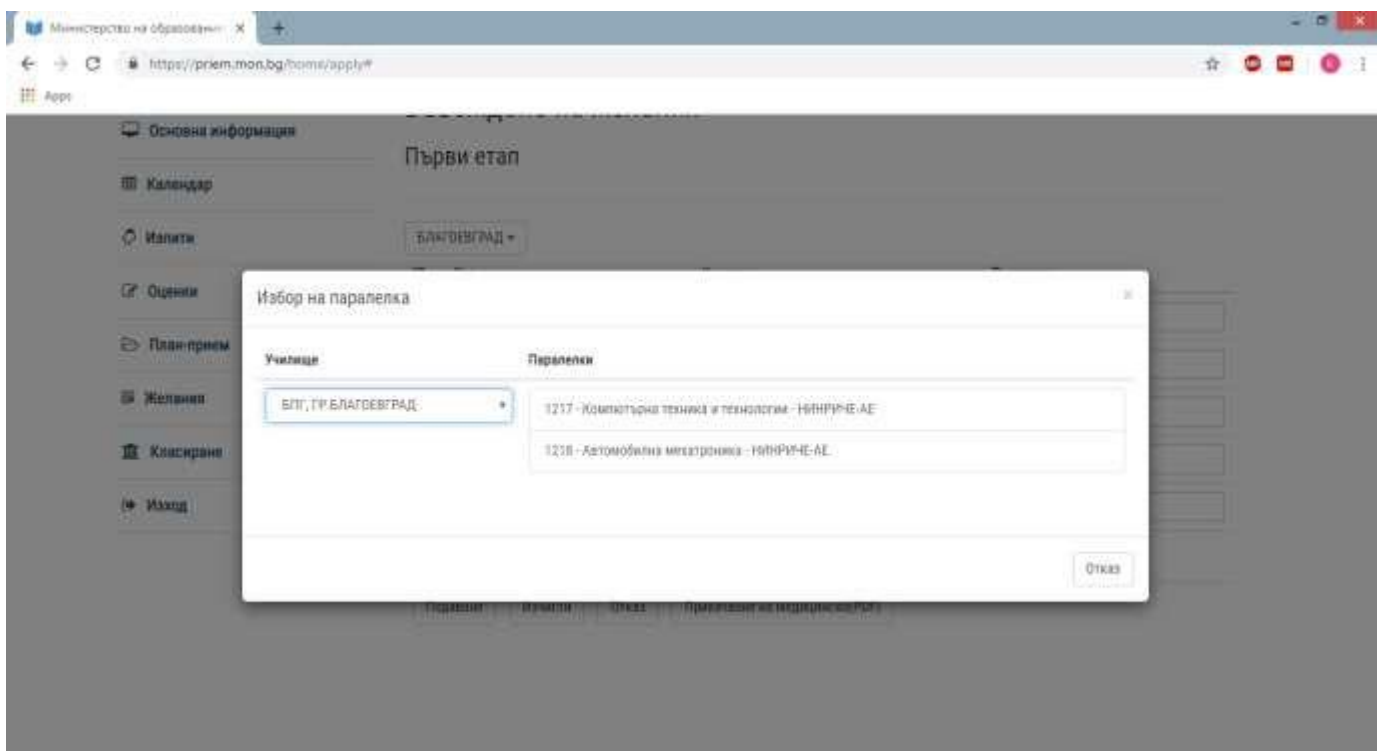 Министерство на образование
https://priem.mon.bg/home/apply#
Apps
Основна информация
Първи етап
Календар
Изпити
БЛАГОЕВГРАД
Оценки
Избор на паралелка
План-прием
Училище
Паралелки
Желания
БПГ, ГР.БЛАГОЕВГРАД
1217 - Компютърна техника и технологии - НИНРИЧЕ-АЕ
Класиране
1218 - Автомобилна мехатроника - НИНРИЧЕ-АЕ
Изход
Отказ
Подаване
Изчисти
Отказ